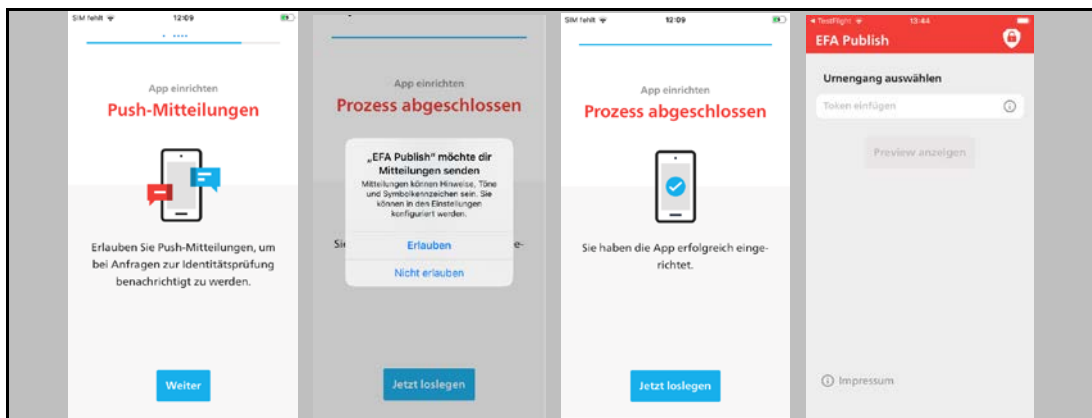 SIM fehlt
12:09
App einrichten
Push-Mitteilungen
Erlauben Sie Push-Mitteilungen, um
bei Anfragen zur Identitätsprüfung
benachrichtigt zu werden.
Weiter
App einrichten
Prozess abgeschlossen
„EFA Publish" möchte dir
Mitteilungen senden
Mitteilungen können Hinweise, Töne
und Symbolkennzeichen sein. Sie
können in den Einstellungen
konfiguriert werden.
Sie
e-
Erlauben
Nicht erlauben
Jetzt loslegen
SIM fehlt
12:09
App einrichten
Prozess abgeschlossen
Sie haben die App erfolgreich einge-
richtet.
Jetzt loslegen
TestFlight
13:44
EFA Publish
Urnengang auswählen
Token einfügen
Preview anzeigen
Impressum